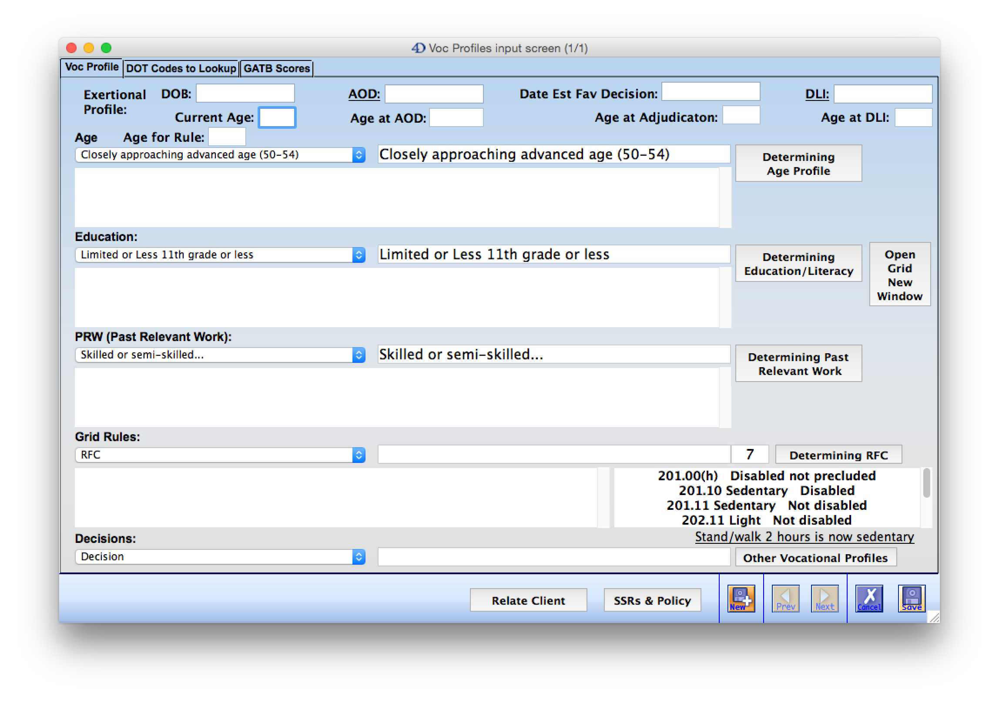 4D Voc Profiles input screen (1/1)
Voc Profile DOT Codes to Lookup GATB Scores
Exertional Profile: DOB: AOD: Date Est Fav Decision: DLI:
Current Age: Age at AOD: Age at Adjudicaton: Age at DLI:
Age Age for Rule:
Closely approaching advanced age (50-54) Closely approaching advanced age (50-54) Determining
Age Profile
Education:
Limited or Less 11th grade or less Limited or Less 11th grade or less Determining
Education/Literacy
Open
Grid
New
Window
PRW (Past Relevant Work):
Skilled or semi-skilled... Skilled or semi-skilled... Determining Past
Relevant Work
Grid Rules:
RFC 7 Determining RFC
201.00(h) Disabled not precluded
201.10 Sedentary Disabled
201.11 Sedentary Not disabled
202.11 Light Not disabled
Stand/walk 2 hours is now sedentary
Decisions:
Decision Other Vocational Profiles
Relate Client SSRs & Policy New Prev Next Cancel Save